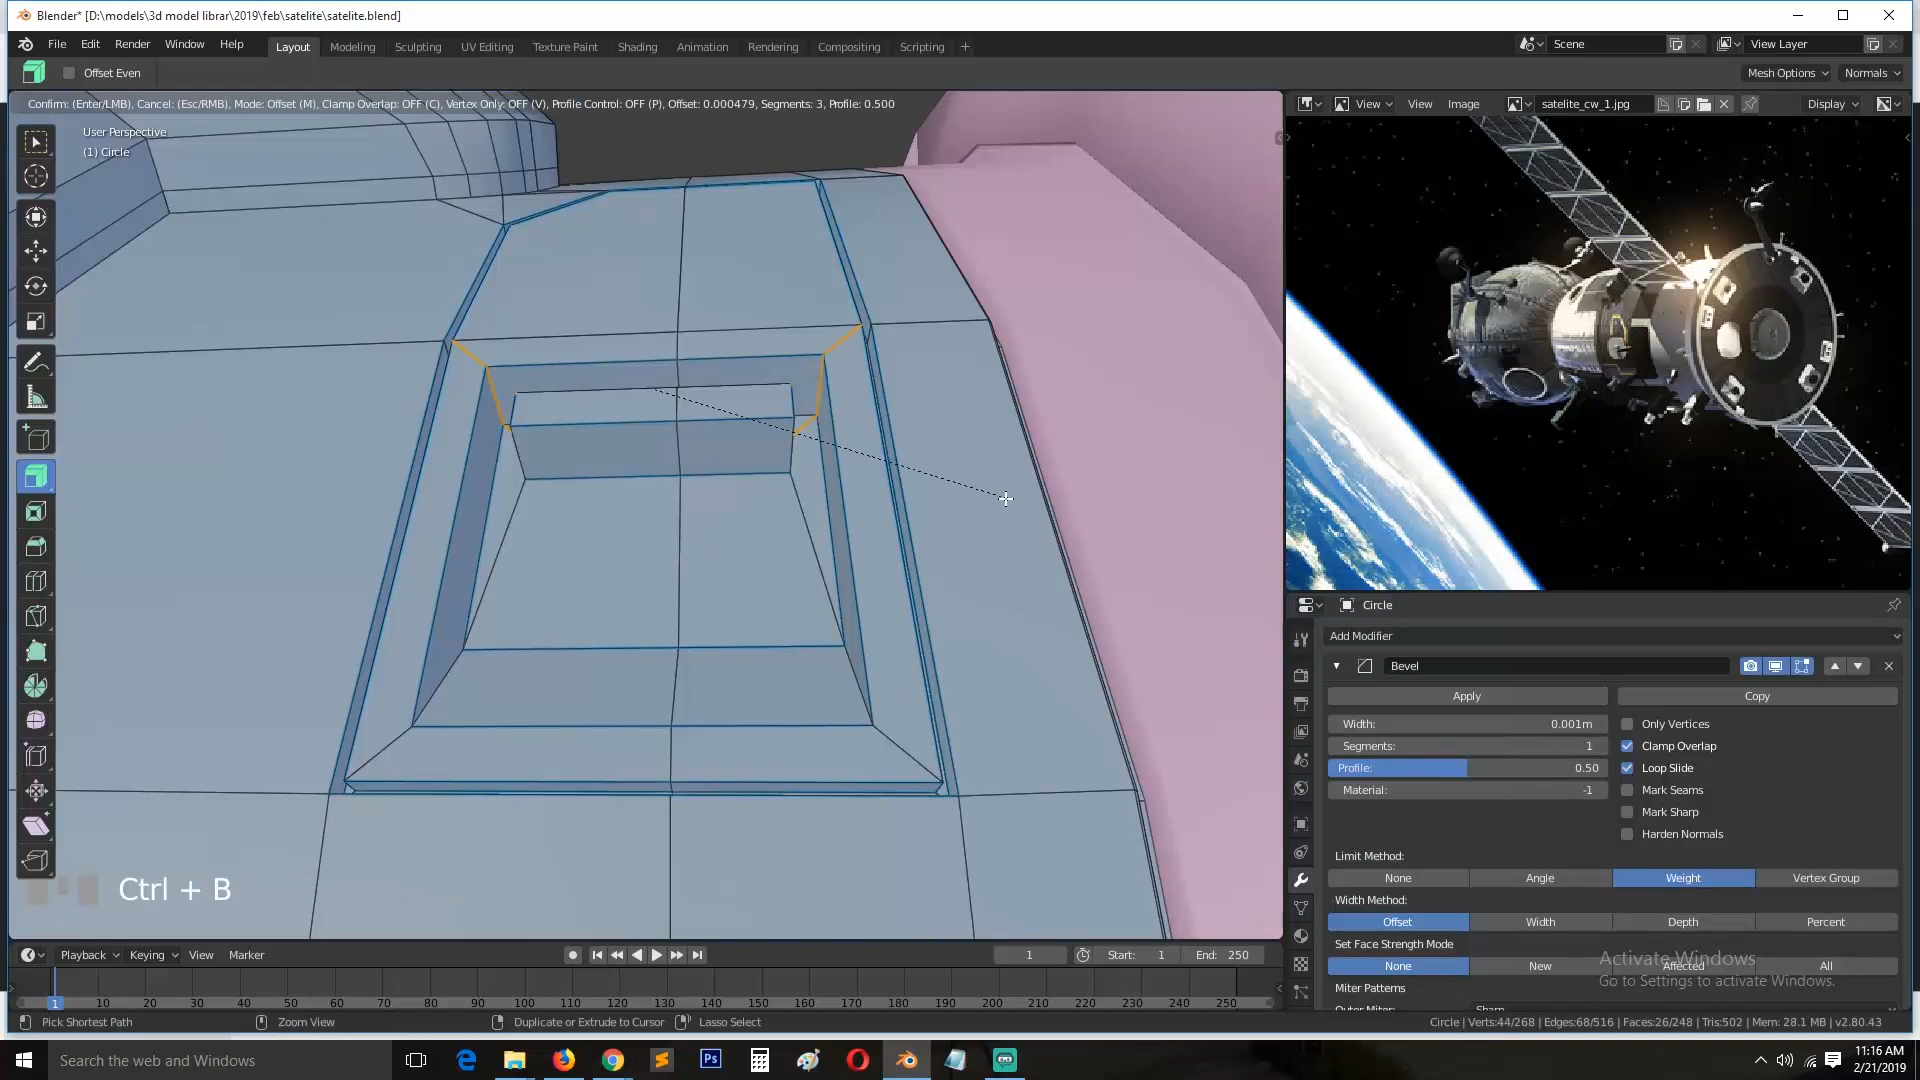 Blender* [D:\models\3d model librar\2019\feb\satelite\satelite.blend]
File Edit Render Window Help Layout Modeling Sculpting UV Editing Texture Paint Shading Animation Rendering Compositing Scripting + Scene View Layer
Offset Even Mesh Options Normals
Confirm: (Enter/LMB), Cancel: (Esc/RMB), Mode: Offset (M), Clamp Overlap: OFF (C), Vertex Only: OFF (V), Profile Control: OFF (P), Offset: 0.000479, Segments: 3, Profile: 0.500
View View Image satelite_cw_1.jpg Display
User Perspective
(1) Circle
Circle
Add Modifier
Bevel
Apply Copy
Width: 0.001m Only Vertices
Segments: 1 Clamp Overlap
Profile: 0.50 Loop Slide
Material: -1 Mark Seams
Mark Sharp
Harden Normals
Limit Method:
None Angle Weight Vertex Group
Width Method:
Offset Width Depth Percent
Set Face Strength Mode
None New Affected All
Miter Patterns
Outer Miter: Sharp
Activate Windows
Go to Settings to activate Windows.
Ctrl + B
Playback Keying View Marker 1 Start: 1 End: 250
1 10 20 30 40 50 60 70 80 90 100 110 120 130 140 150 160 170 180 190 200 210 220 230 240 250
Pick Shortest Path Zoom View Duplicate or Extrude to Cursor Lasso Select Circle | Verts:44/268 | Edges:68/516 | Faces:26/248 | Tris:502 | Mem: 28.1 MB | v2.80.43
Search the web and Windows
Ps
11:16 AM
2/21/2019